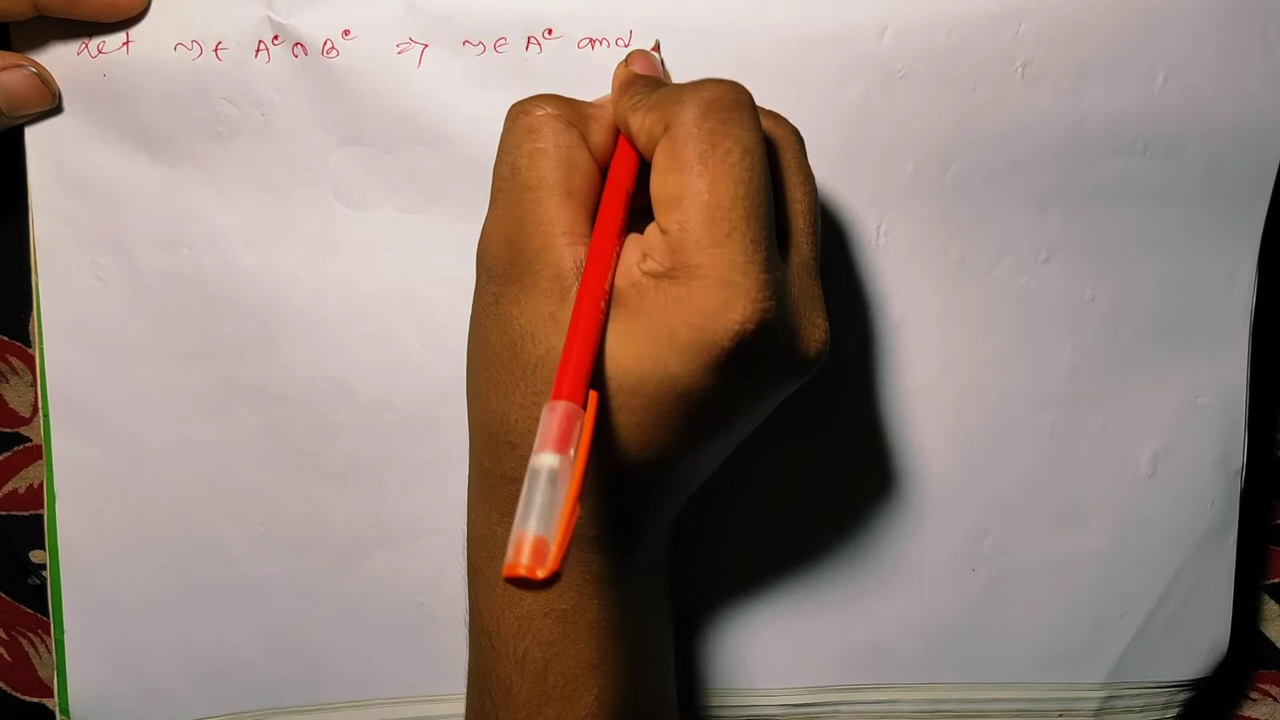 Let x ∈ Aᶜ ∩ Bᶜ ⇒ x ∈ Aᶜ and